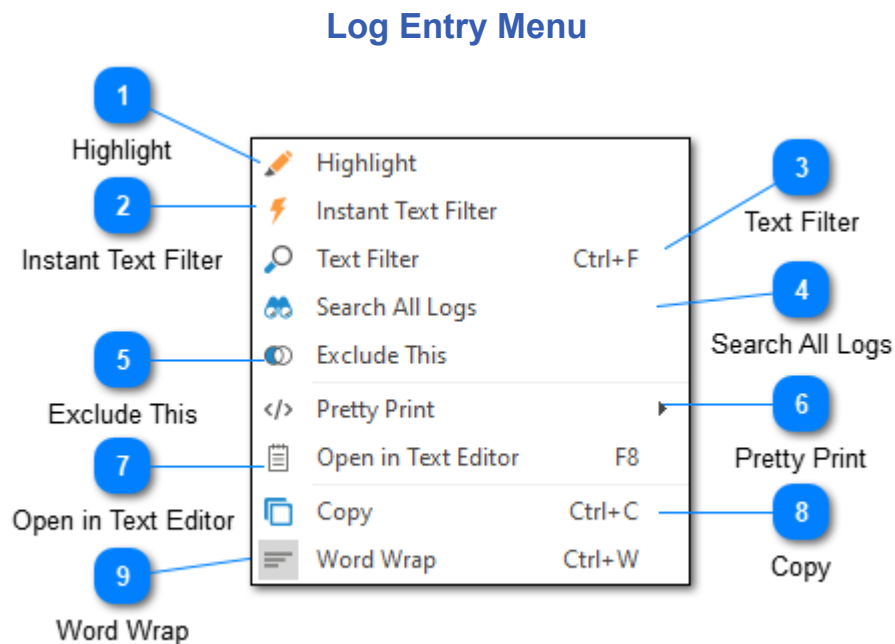 Log Entry Menu
1
Highlight
2
Instant Text Filter
5
Exclude This
7
Open in Text Editor
9
Word Wrap
Highlight
Instant Text Filter
Text Filter Ctrl+F
Search All Logs
Exclude This
</> Pretty Print
Open in Text Editor F8
Copy Ctrl+C
Word Wrap Ctrl+W
3
Text Filter
4
Search All Logs
6
Pretty Print
8
Copy